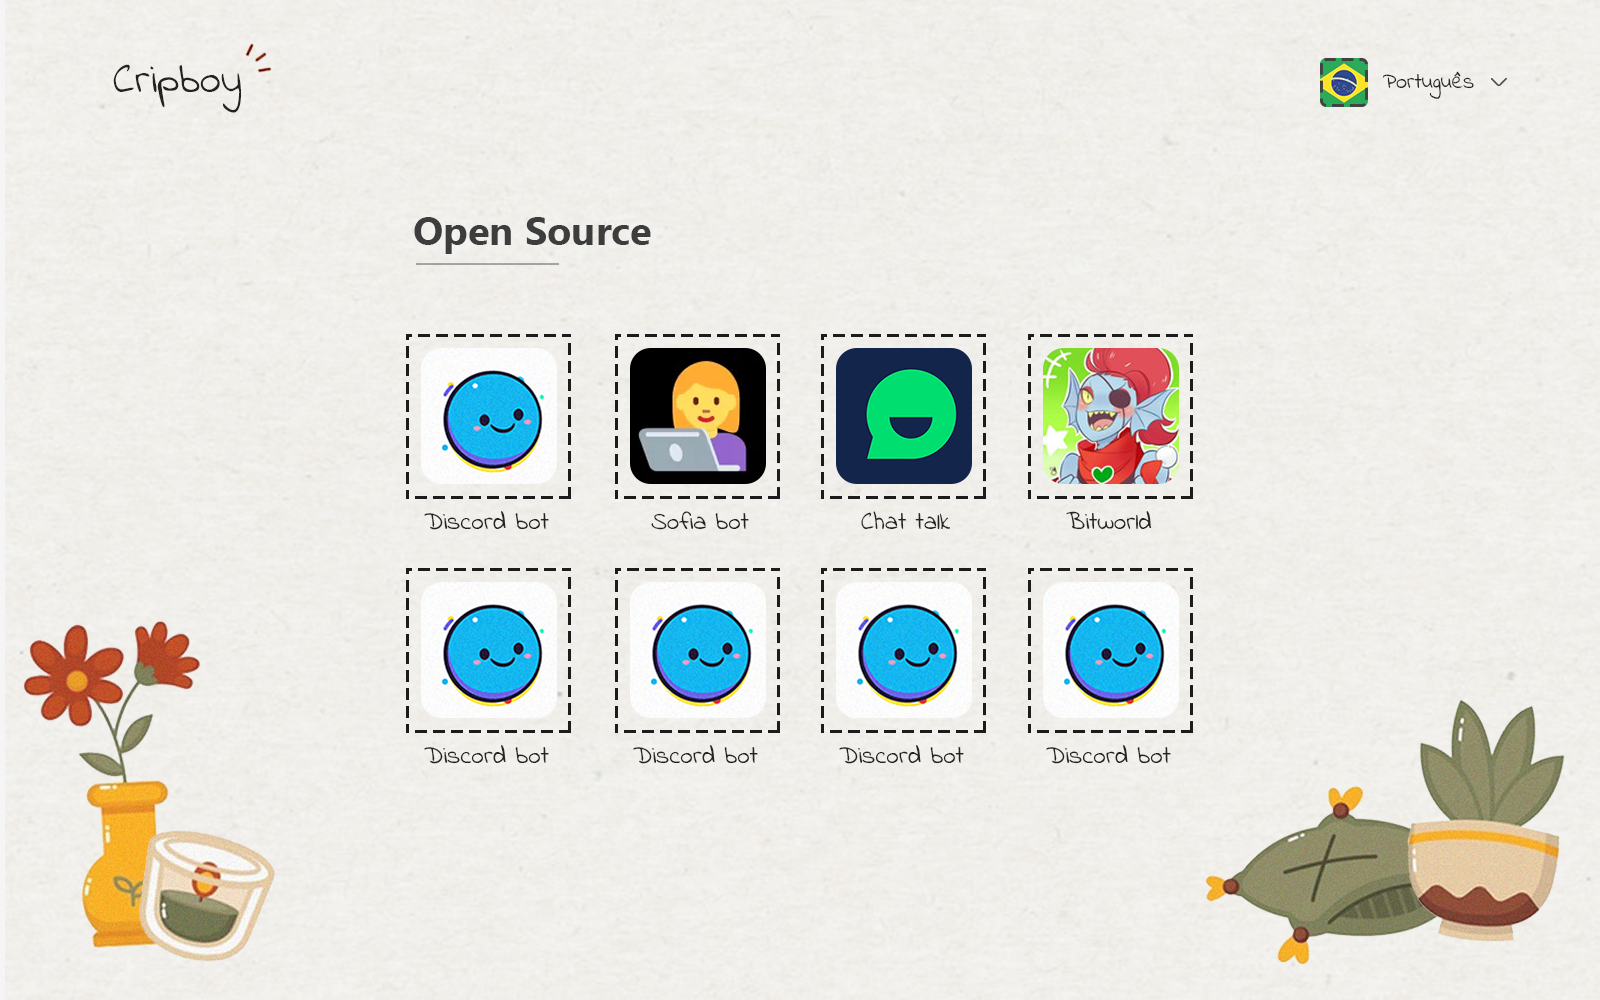 Cripboy
Português
Open Source
Discord bot
Sofia bot
Chat talk
Bitworld
Discord bot
Discord bot
Discord bot
Discord bot